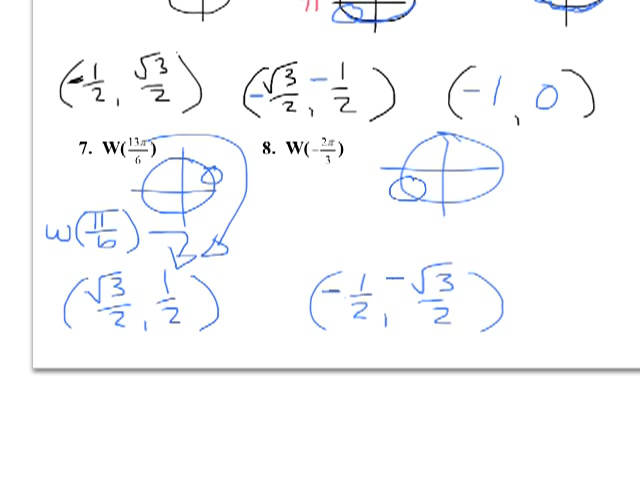 π
(-1/2, √3/2) (-√3/2, -1/2) (-1, 0)
7. W(13π/6) 8. W(-2π/3)
W(π/6)
(√3/2, 1/2) (-1/2, -√3/2)